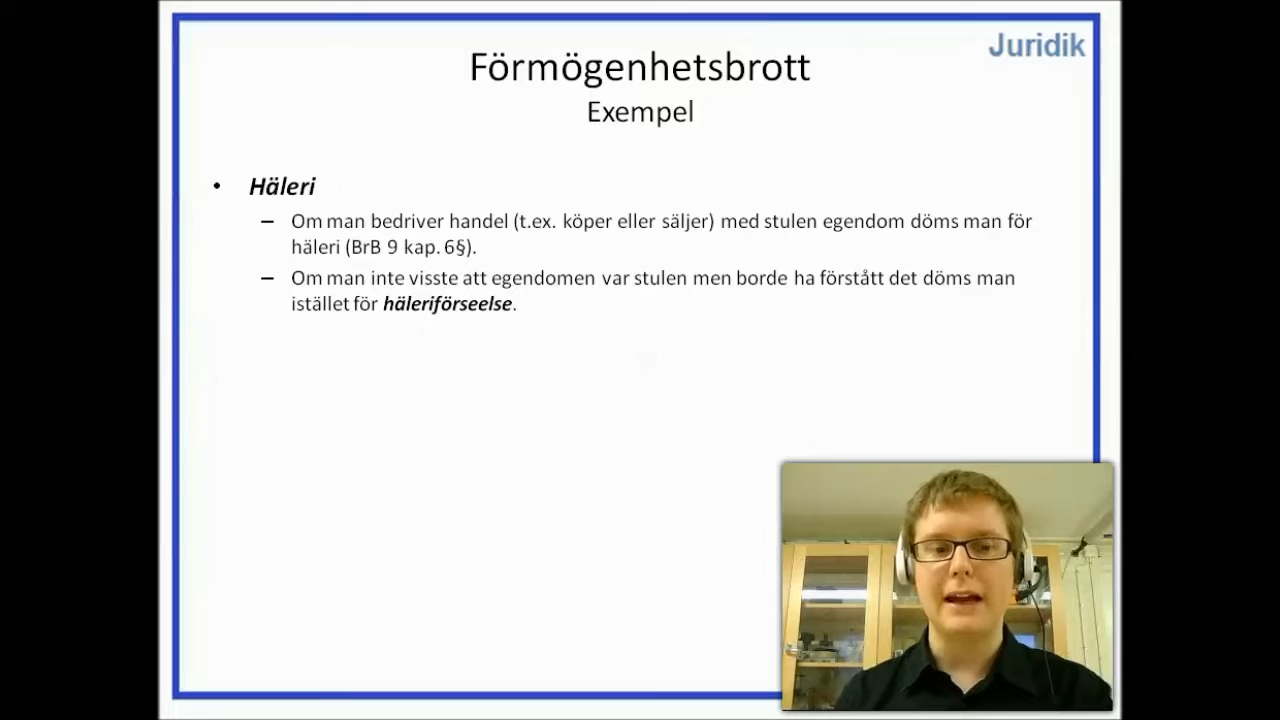 Juridik
Förmögenhetsbrott
Exempel
• Häleri
– Om man bedriver handel (t.ex. köper eller säljer) med stulen egendom döms man för
häleri (BrB 9 kap. 6§).
– Om man inte visste att egendomen var stulen men borde ha förstått det döms man
istället för häleriförseelse.